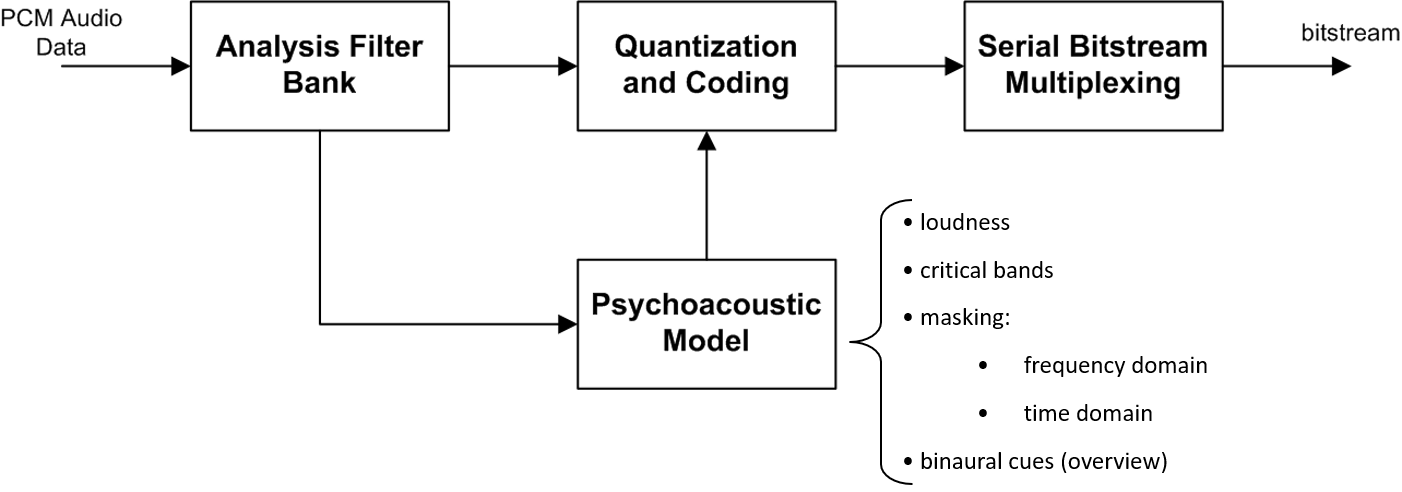 PCM Audio
Data
Analysis Filter
Bank
Quantization
and Coding
Serial Bitstream
Multiplexing
bitstream
Psychoacoustic
Model
• loudness
• critical bands
• masking:
• frequency domain
• time domain
• binaural cues (overview)